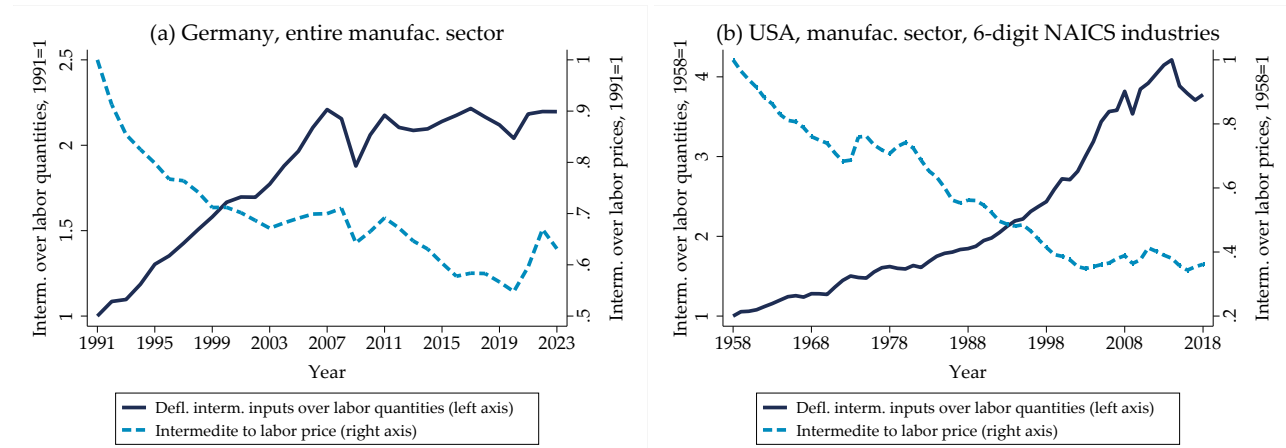 (a) Germany, entire manufac. sector
Interm. over labor quantities, 1991=1
2.5
2
1.5
1
1
.9
.8
.7
.6
.5
Interm. over labor prices, 1991=1
1991 1995 1999 2003 2007 2011 2015 2019 2023
Year
Defl. interm. inputs over labor quantities (left axis)
Intermedite to labor price (right axis)
(b) USA, manufac. sector, 6-digit NAICS industries
Interm. over labor quantities, 1958=1
4
3
2
1
1
.8
.6
.4
.2
Interm. over labor prices, 1958=1
1958 1968 1978 1988 1998 2008 2018
Year
Defl. interm. inputs over labor quantities (left axis)
Intermedite to labor price (right axis)